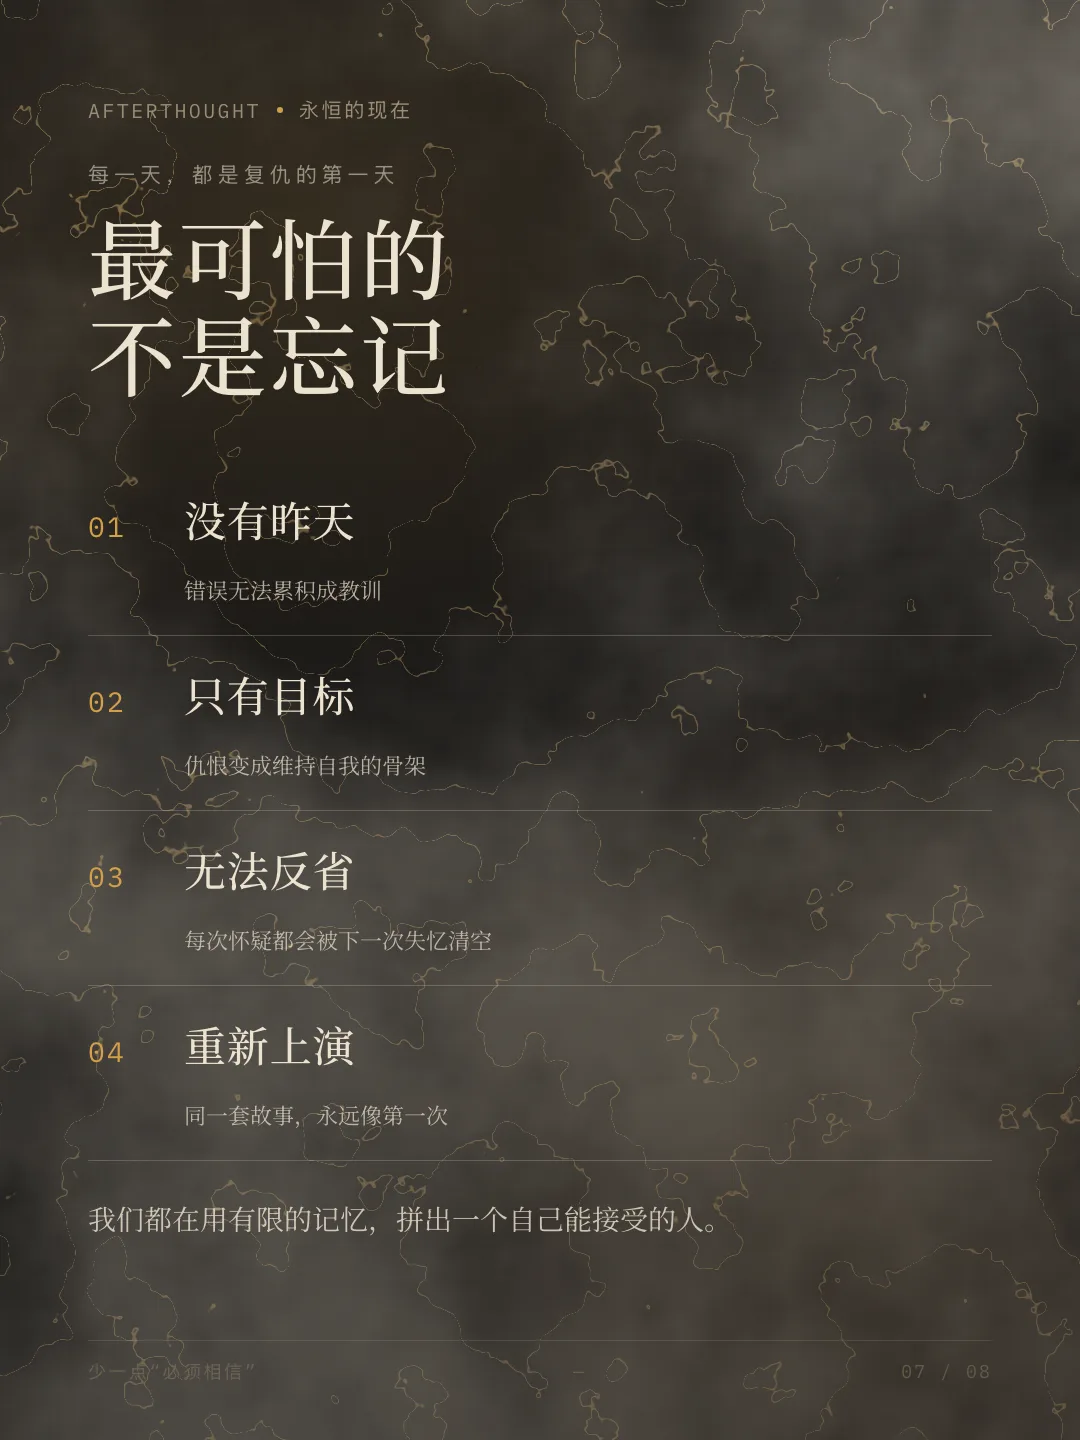 AFTERTHOUGHT • 永恒的现在
每一天，都是复仇的第一天
最可怕的
不是忘记
01 没有昨天
错误无法累积成教训
02 只有目标
仇恨变成维持自我的骨架
03 无法反省
每次怀疑都会被下一次失忆清空
04 重新上演
同一套故事，永远像第一次
我们都在用有限的记忆，拼出一个自己能接受的人。
少一点“必须相信” — 07 / 08